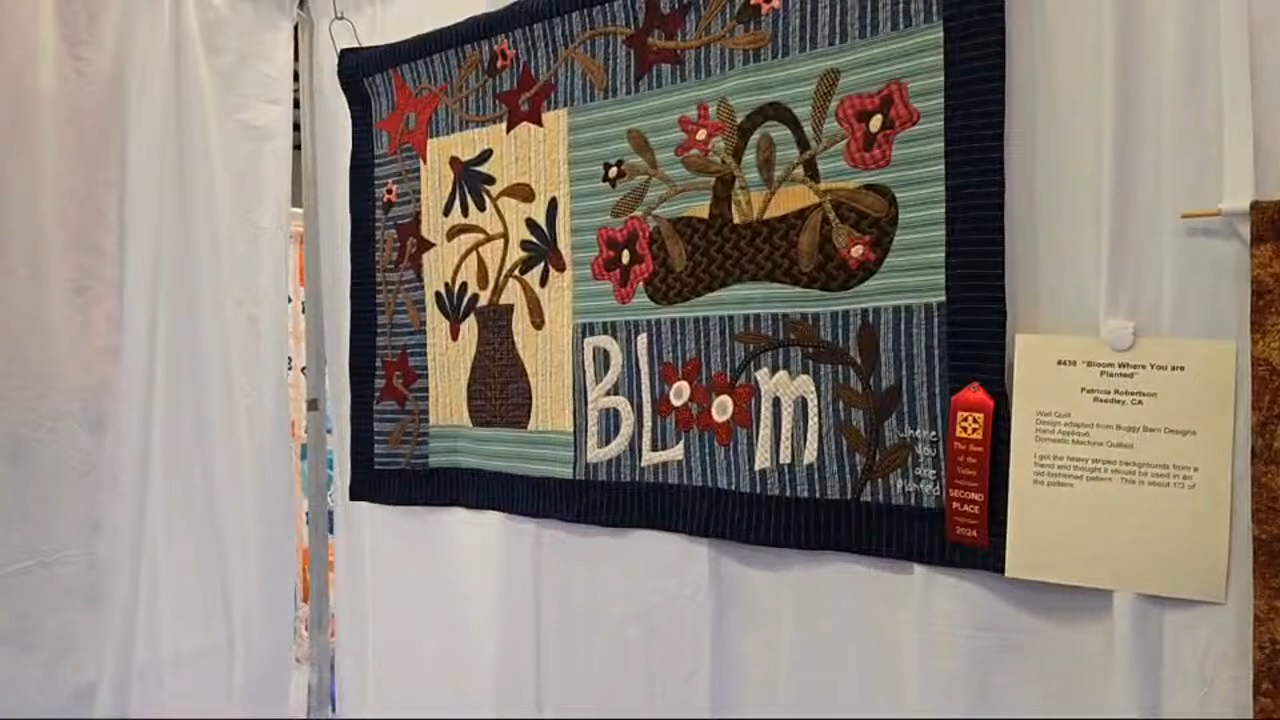 BLOOm
where
you
are
planted
The Best
of the
Valley
SECOND
PLACE
2024
#438 "Bloom Where You are
Planted"
Patricia Robertson
Reedley, CA
Wall Quilt
Design adapted from Buggy Barn Designs
Hand Applique
Domestic Machine Quilted
I got the heavy striped backgrounds from a
friend and thought it should be used in an
old-fashioned pattern. This is about 1/3 of
the pattern.